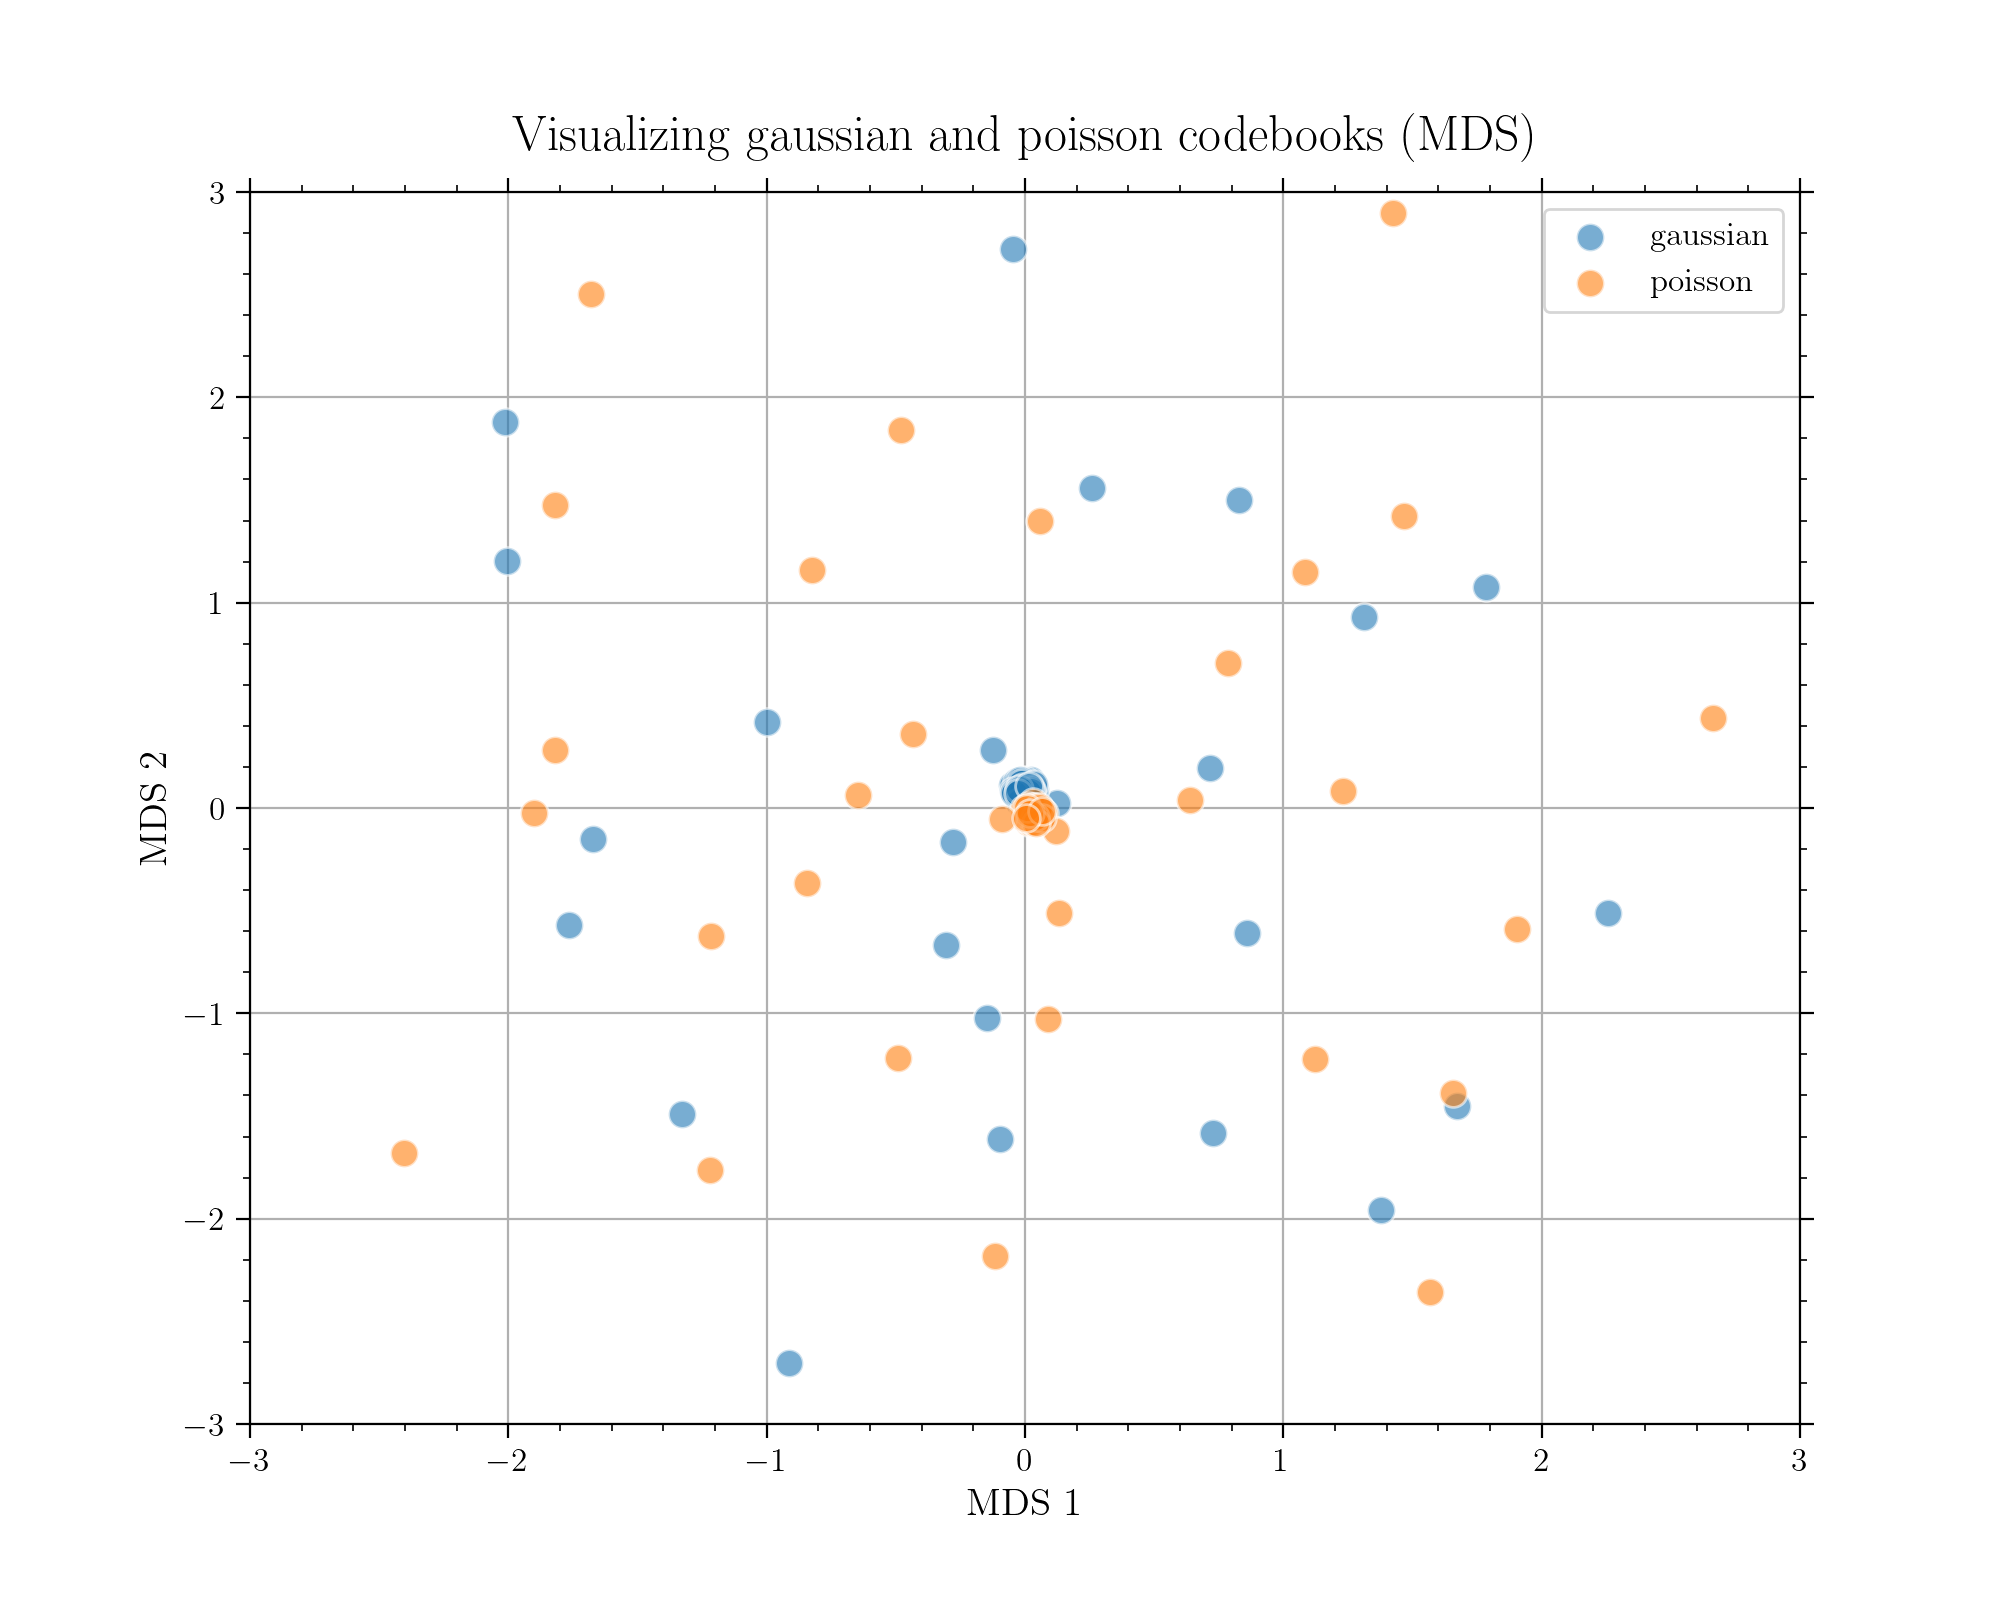 Visualizing gaussian and poisson codebooks (MDS)
gaussian
poisson
3
2
1
0
−1
−2
−3
MDS 2
−3
−2
−1
0
1
2
3
MDS 1